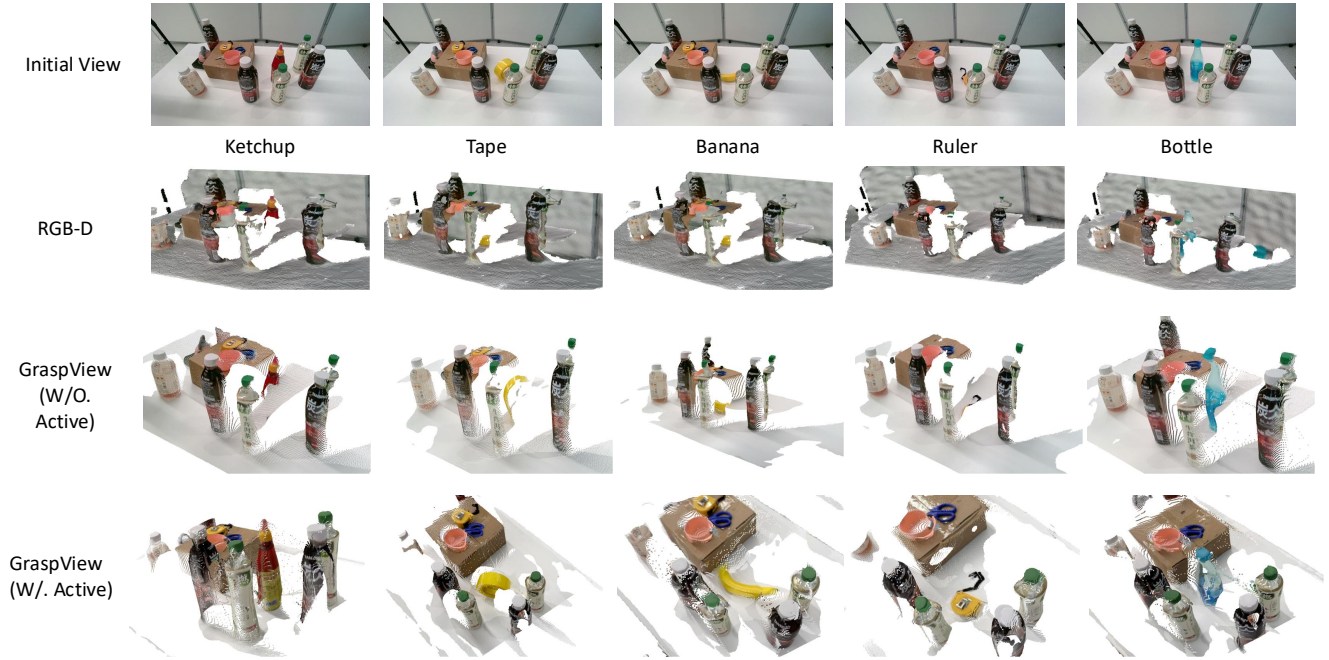 Initial View
Ketchup
Tape
Banana
Ruler
Bottle
RGB-D
GraspView
(W/O.
Active)
GraspView
(W/. Active)